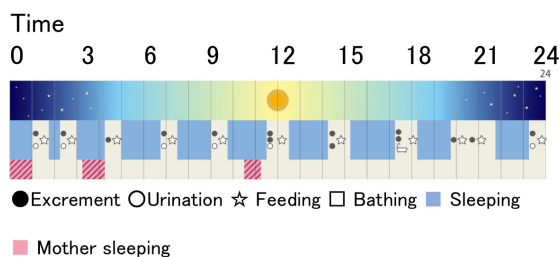 Time
0 3 6 9 12 15 18 21 24
24
●Excrement ○Urination ☆ Feeding □ Bathing ■ Sleeping
■ Mother sleeping